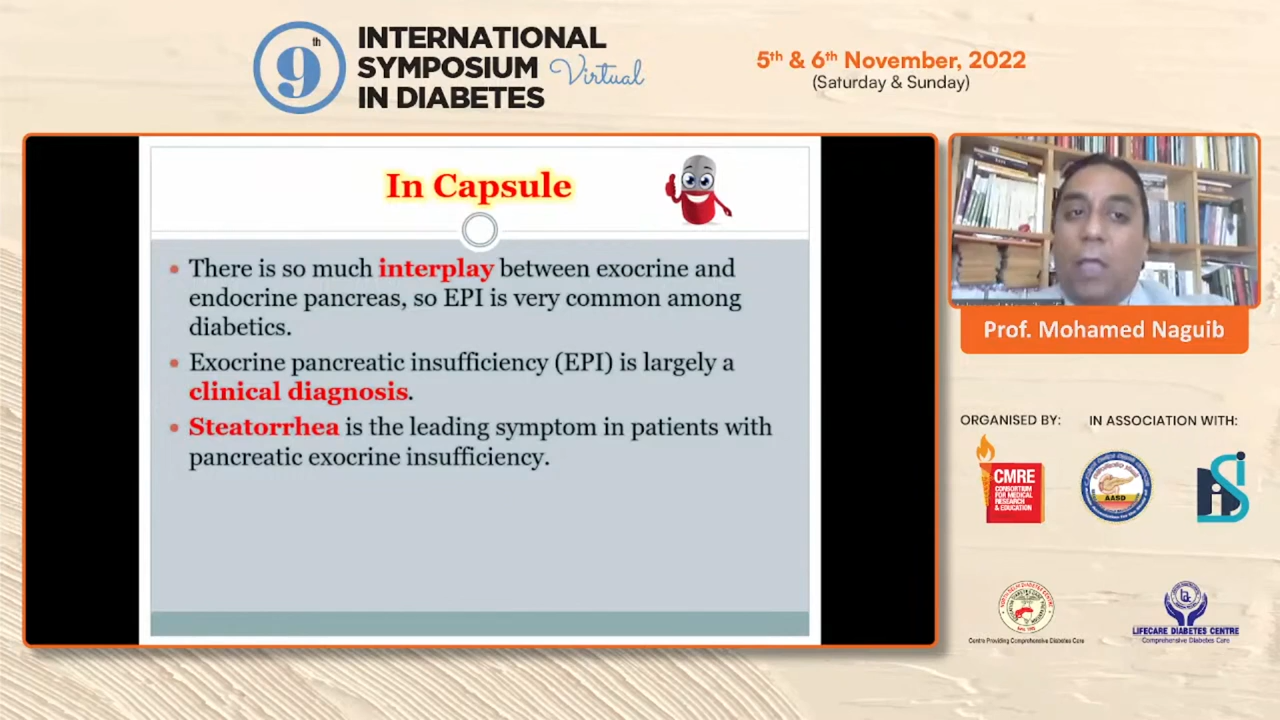 9th
INTERNATIONAL
SYMPOSIUM Virtual
IN DIABETES
5th & 6th November, 2022
(Saturday & Sunday)
In Capsule
• There is so much interplay between exocrine and
endocrine pancreas, so EPI is very common among
diabetics.
• Exocrine pancreatic insufficiency (EPI) is largely a
clinical diagnosis.
• Steatorrhea is the leading symptom in patients with
pancreatic exocrine insufficiency.
Prof. Mohamed Naguib
ORGANISED BY:
IN ASSOCIATION WITH:
CMRE
CONSORTIUM
FOR MEDICAL
RESEARCH
& EDUCATION
AASD
Centre Providing Comprehensive Diabetes Care
LIFECARE DIABETES CENTRE
Comprehensive Diabetes Care